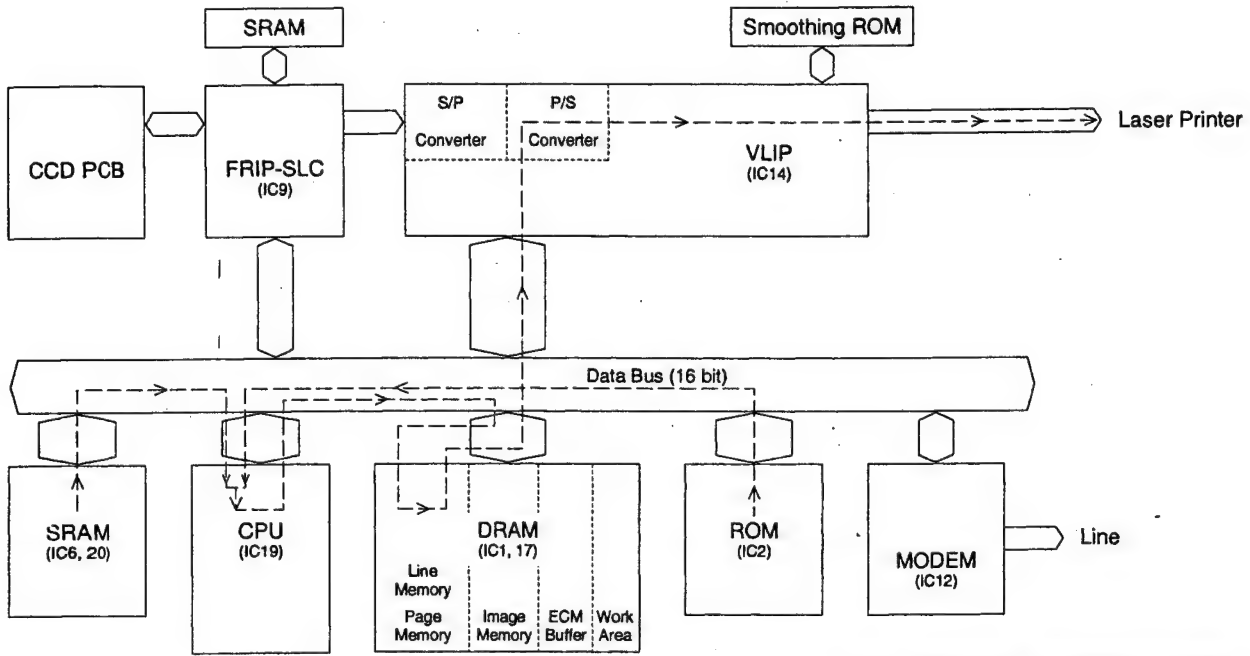 SRAM
Smoothing ROM
CCD PCB
FRIP-SLC
(IC9)
S/P
Converter
P/S
Converter
VLIP
(IC14)
Laser Printer
Data Bus (16 bit)
SRAM
(IC6, 20)
CPU
(IC19)
DRAM
(IC1, 17)
Line
Memory
Page
Memory
Image
Memory
ECM
Buffer
Work
Area
ROM
(IC2)
MODEM
(IC12)
Line